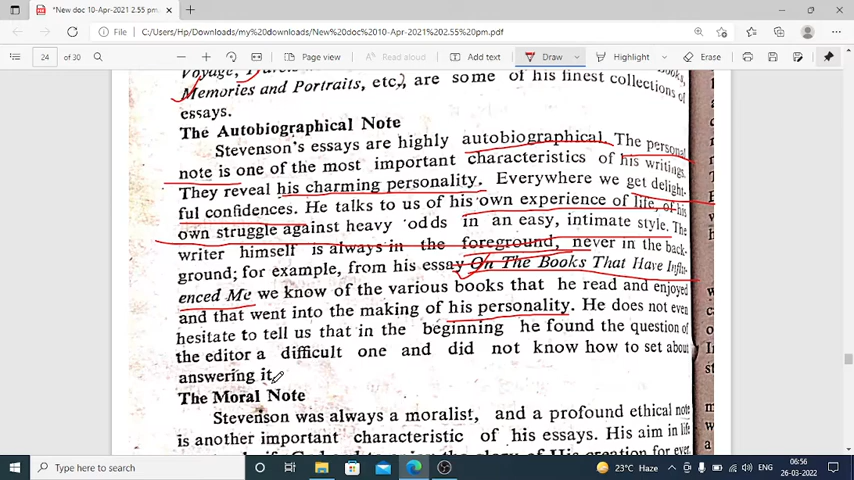 New doc 10-Apr-2021 2.55 pm.pdf
File
C:/Users/Hp/Downloads/my%20downloads/New%20doc%2010-Apr-2021%202.55%20pm.pdf
24 of 30
Page view
Read aloud
Add text
Draw
Highlight
Erase
Voyage,
Memories and Portraits, etc.), are some of his finest collections of
essays.
The Autobiographical Note
Stevenson's essays are highly autobiographical. The personal
note is one of the most important characteristics of his writings.
They reveal his charming personality. Everywhere we get delight-
ful confidences. He talks to us of his own experience of life, of his
own struggle against heavy odds in an easy, intimate style. The
writer himself is always in the foreground, never in the back-
ground; for example, from his essay On The Books That Have Influ-
enced Me we know of the various books that he read and enjoyed
and that went into the making of his personality. He does not even
hesitate to tell us that in the beginning he found the question of
the editor a difficult one and did not know how to set about
answering it.
The Moral Note
Stevenson was always a moralist, and a profound ethical note
is another important characteristic of his essays. His aim in life
Type here to search
23°C Haze
ENG
06:56
26-03-2022